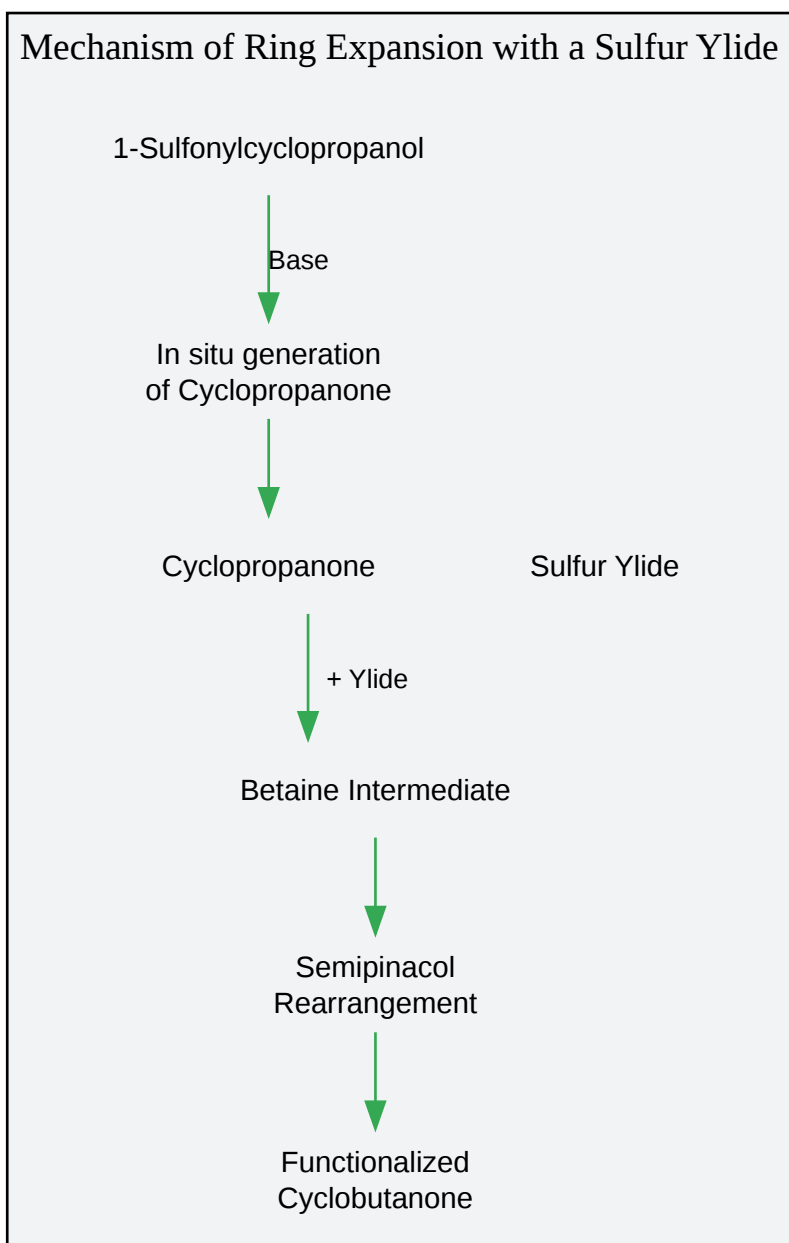 Mechanism of Ring Expansion with a Sulfur Ylide
1-Sulfonylcyclopropanol
Base
In situ generation
of Cyclopropanone
Cyclopropanone
Sulfur Ylide
+ Ylide
Betaine Intermediate
Semipinacol
Rearrangement
Functionalized
Cyclobutanone